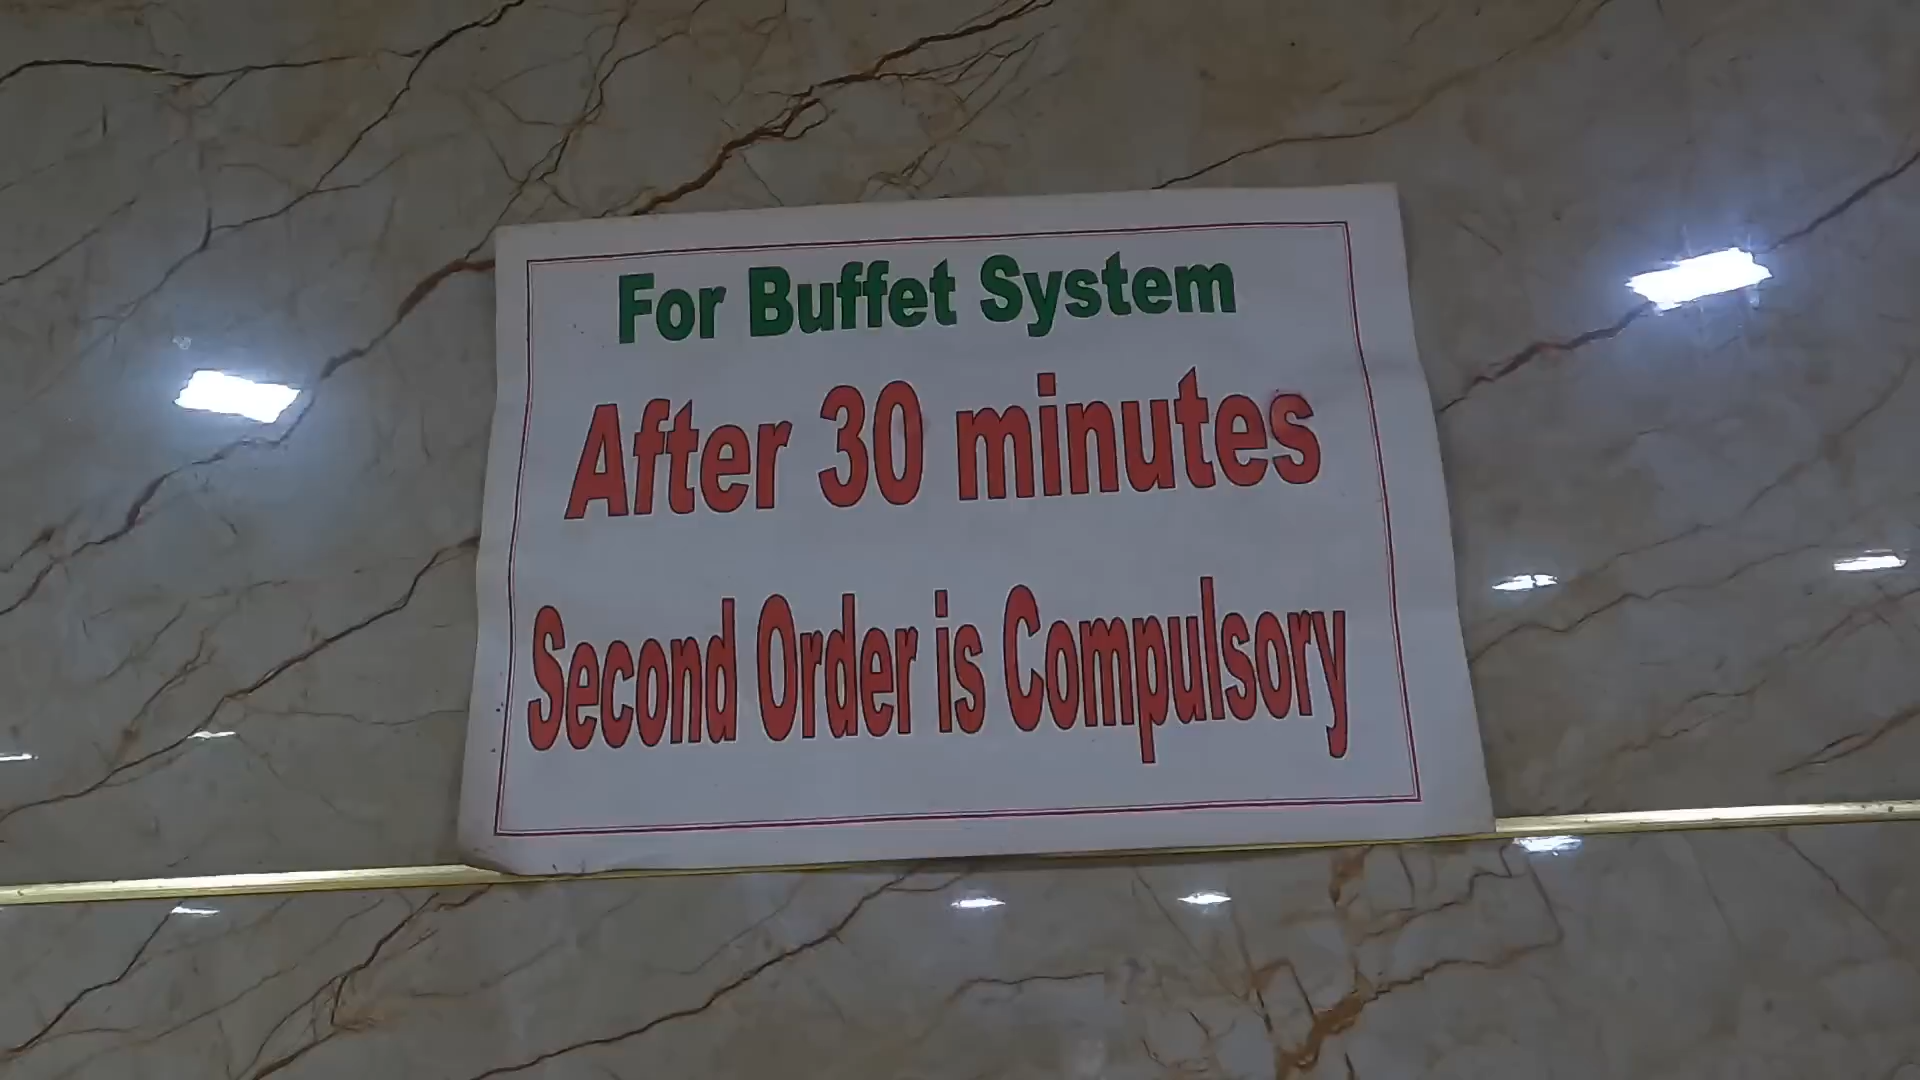 For Buffet System
After 30 minutes
Second Order is Compulsory